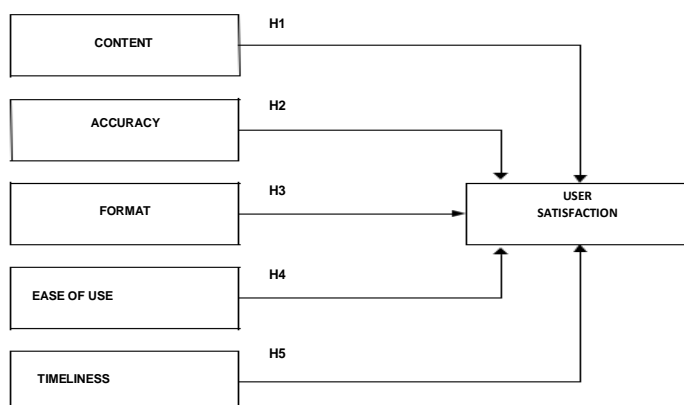 H1
CONTENT
H2
ACCURACY
H3
FORMAT
USER
SATISFACTION
H4
EASE OF USE
H5
TIMELINESS